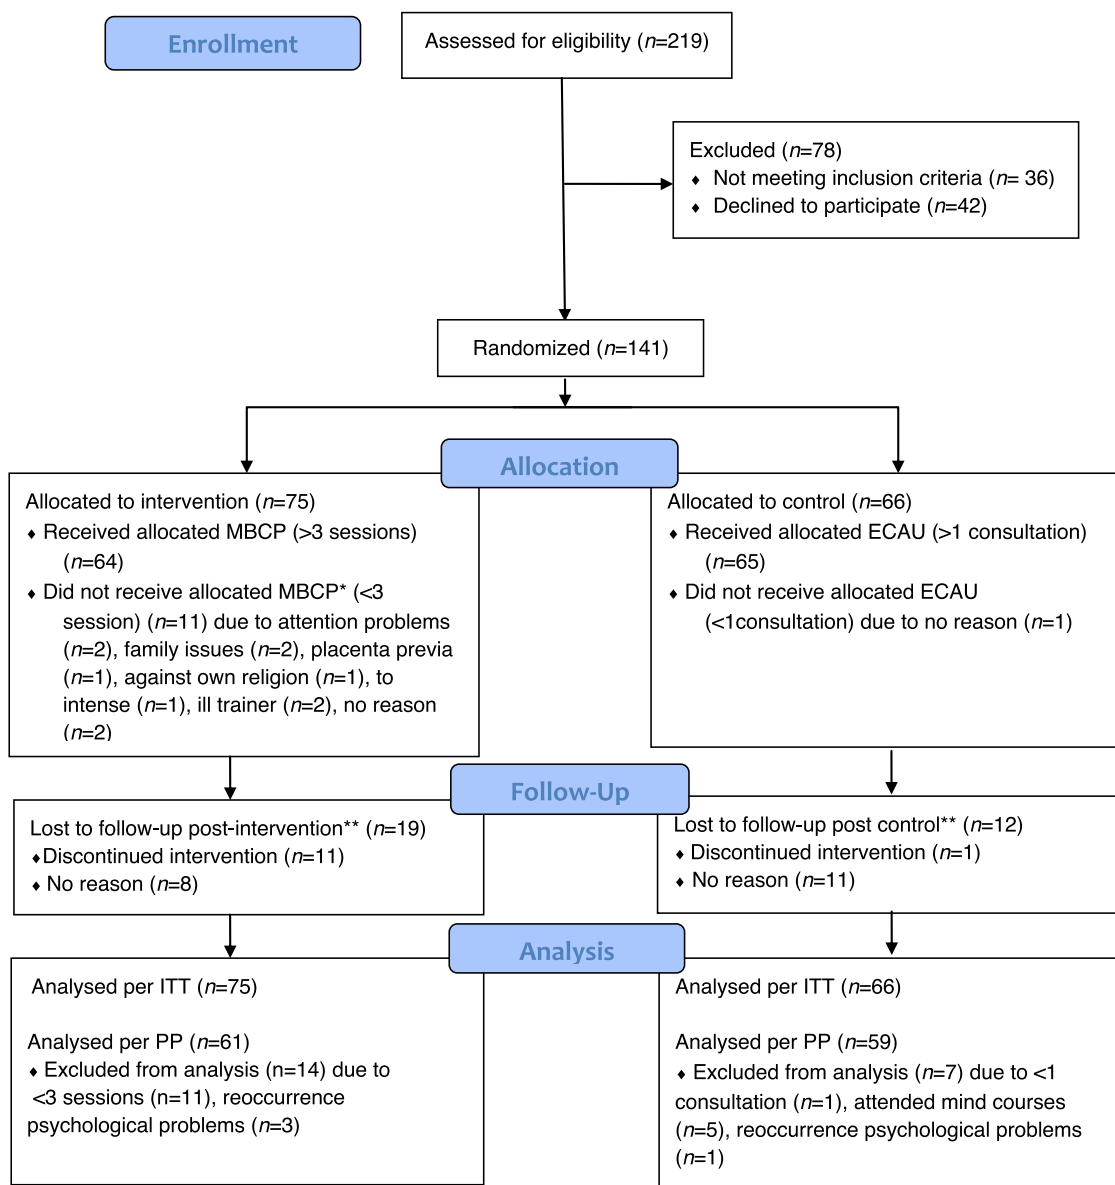 Enrollment
Assessed for eligibility (n=219)
Excluded (n=78)
♦ Not meeting inclusion criteria (n= 36)
♦ Declined to participate (n=42)
Randomized (n=141)
Allocation
Allocated to intervention (n=75)
♦ Received allocated MBCP (>3 sessions)
(n=64)
♦ Did not receive allocated MBCP* (<3
session) (n=11) due to attention problems
(n=2), family issues (n=2), placenta previa
(n=1), against own religion (n=1), to
intense (n=1), ill trainer (n=2), no reason
(n=2)
Allocated to control (n=66)
♦ Received allocated ECAU (>1 consultation)
(n=65)
♦ Did not receive allocated ECAU
(<1consultation) due to no reason (n=1)
Follow-Up
Lost to follow-up post-intervention** (n=19)
♦Discontinued intervention (n=11)
♦ No reason (n=8)
Lost to follow-up post control** (n=12)
♦ Discontinued intervention (n=1)
♦ No reason (n=11)
Analysis
Analysed per ITT (n=75)
Analysed per PP (n=61)
♦ Excluded from analysis (n=14) due to
<3 sessions (n=11), reoccurrence
psychological problems (n=3)
Analysed per ITT (n=66)
Analysed per PP (n=59)
♦ Excluded from analysis (n=7) due to <1
consultation (n=1), attended mind courses
(n=5), reoccurrence psychological problems
(n=1)